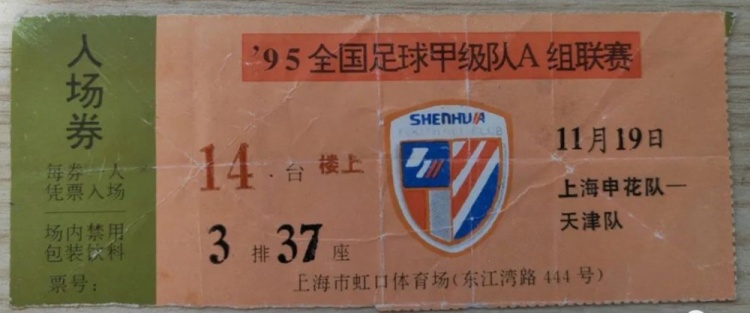 入场券
每券一人
凭票入场
场内禁用
包装饮料
票号:
'95全国足球甲级队A组联赛
14.台 楼上
3排37座
SHENHUA
11月19日
上海申花队—
天津队
上海市虹口体育场(东江湾路444号)